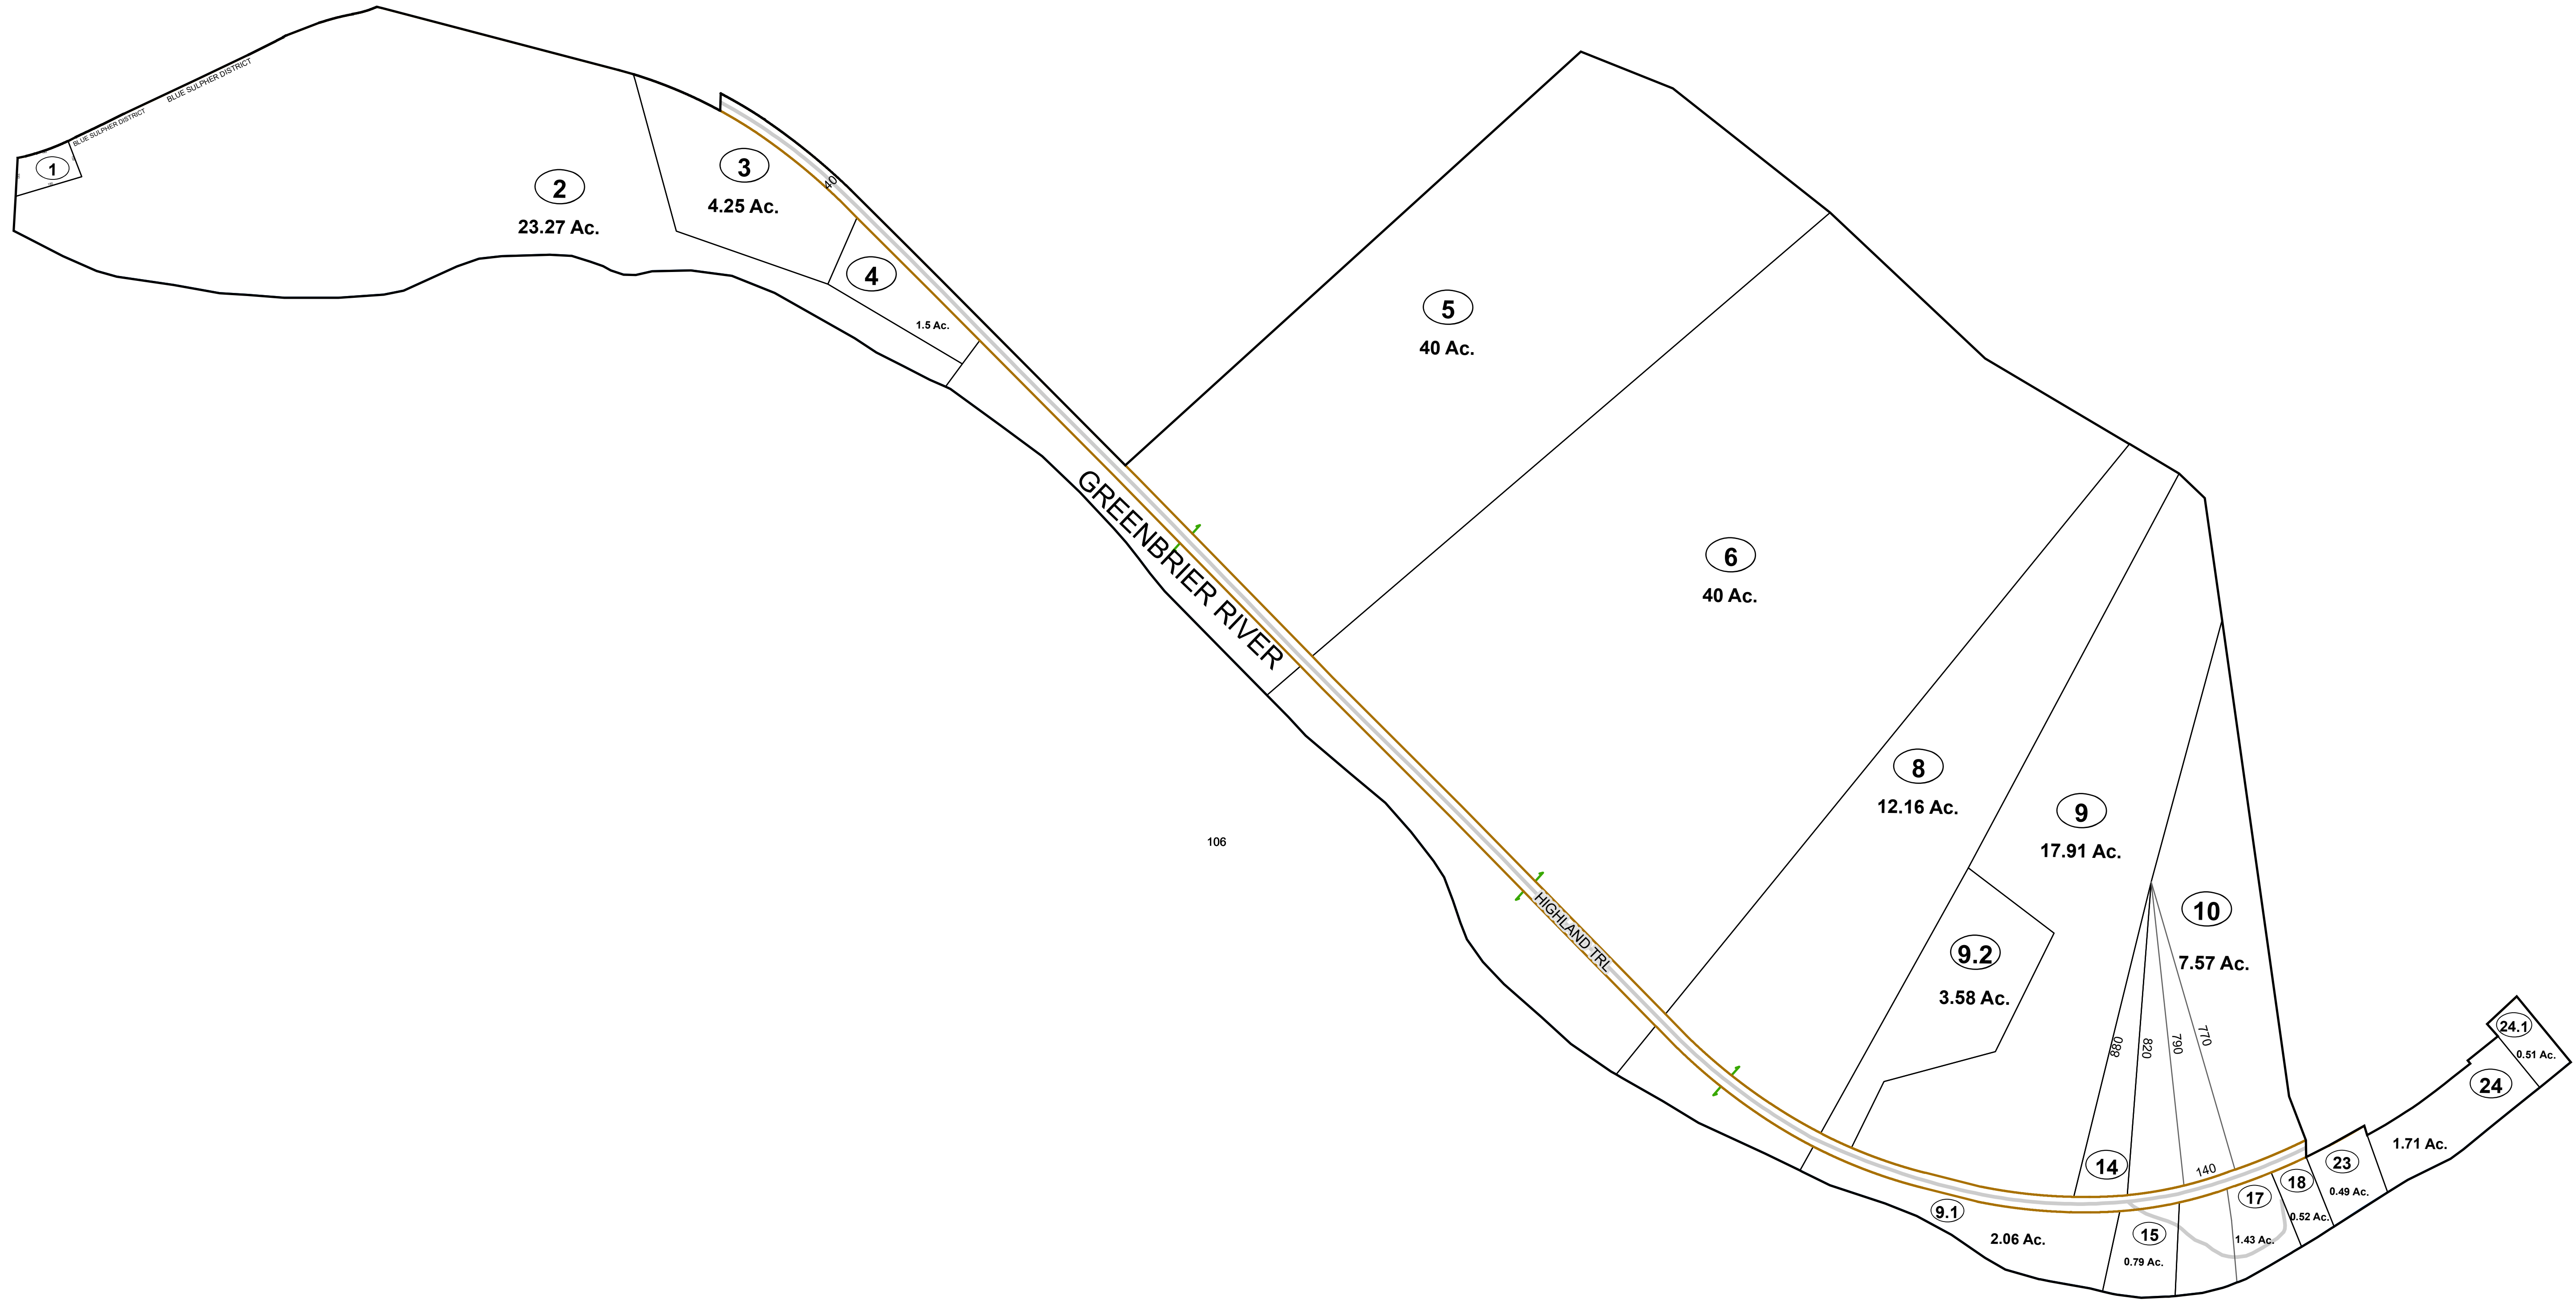 BLUE SULPHER DISTRICT
BLUE SULPHER DISTRICT
1
2
23.27 Ac.
3
4.25 Ac.
40
4
1.5 Ac.
5
40 Ac.
GREENBRIER RIVER
6
40 Ac.
8
12.16 Ac.
9
17.91 Ac.
106
HIGHLAND TRL
10
7.57 Ac.
9.2
3.58 Ac.
880
820
790
770
24.1
0.51 Ac.
24
1.71 Ac.
14
140
23
0.49 Ac.
18
0.52 Ac.
17
1.43 Ac.
9.1
2.06 Ac.
15
0.79 Ac.